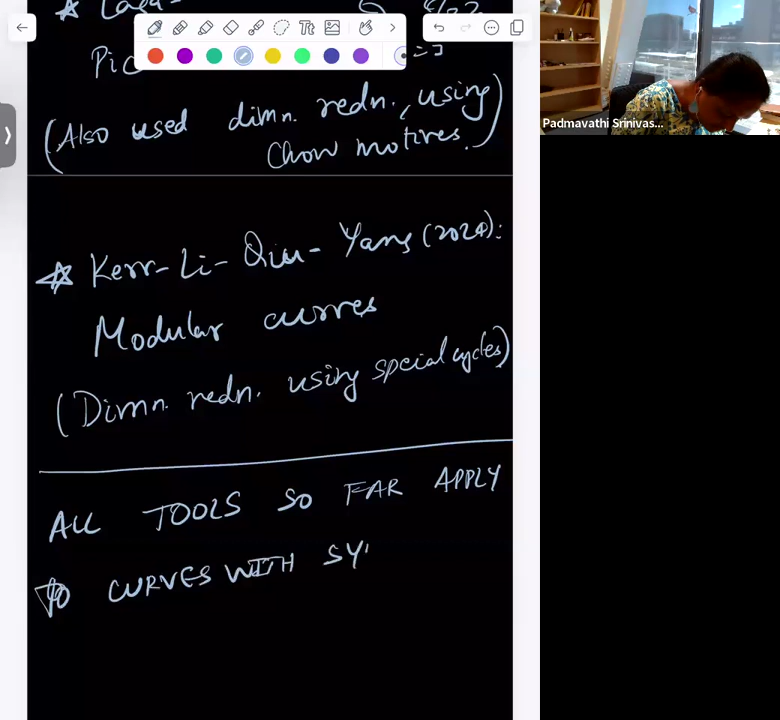 Pic
(Also used dimn. redn., using
Chow motives.)
☆ Kerr-Li-Qiu-Yang (2024):
Modular curves
(Dimn. redn. using special cycles)
ALL TOOLS SO FAR APPLY
TO CURVES WITH SY
Tt
Padmavathi Srinivas...